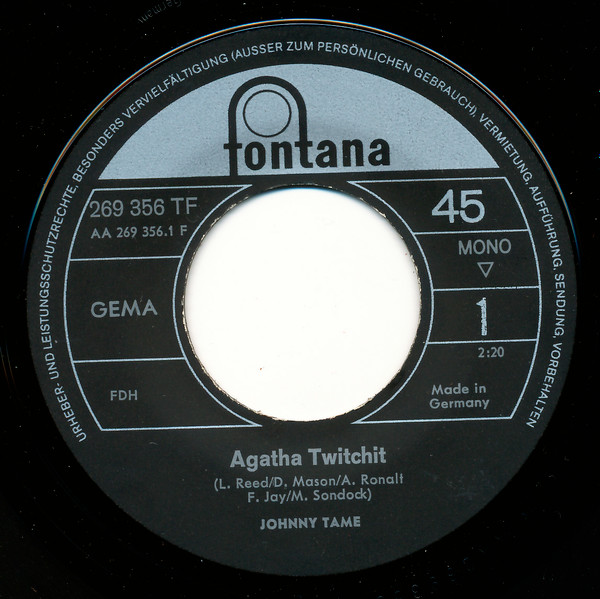 URHEBER- UND LEISTUNGSSCHUTZRECHTE, BESONDERS VERVIELFÄLTIGUNG (AUSSER ZUM PERSÖNLICHEN GEBRAUCH), VERMIETUNG, AUFFÜHRUNG, SENDUNG, VORBEHALTEN
fontana
269 356 TF
AA 269 356.1 F
45
MONO
GEMA
1
2:20
FDH
Made in
Germany
Agatha Twitchit
(L. Reed/D. Mason/A. Ronalt
F. Jay/M. Sondock)
JOHNNY TAME